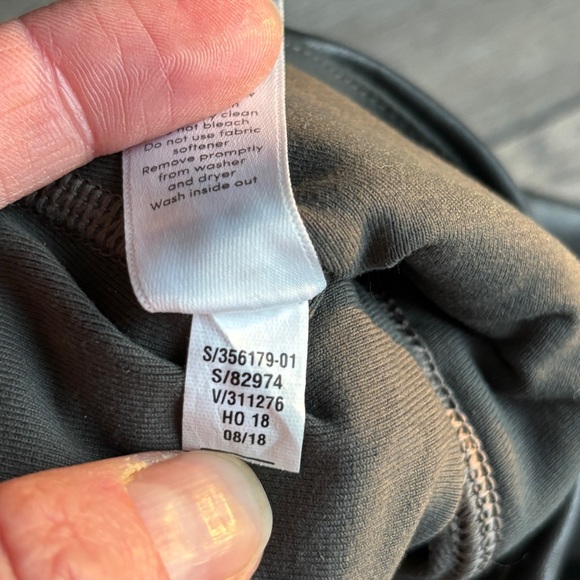 clean
not bleach
Do not use fabric
softener
Remove promptly
from washer
and dryer
Wash inside out
S/356179-01
S/82974
V/311276
HO 18
08/18